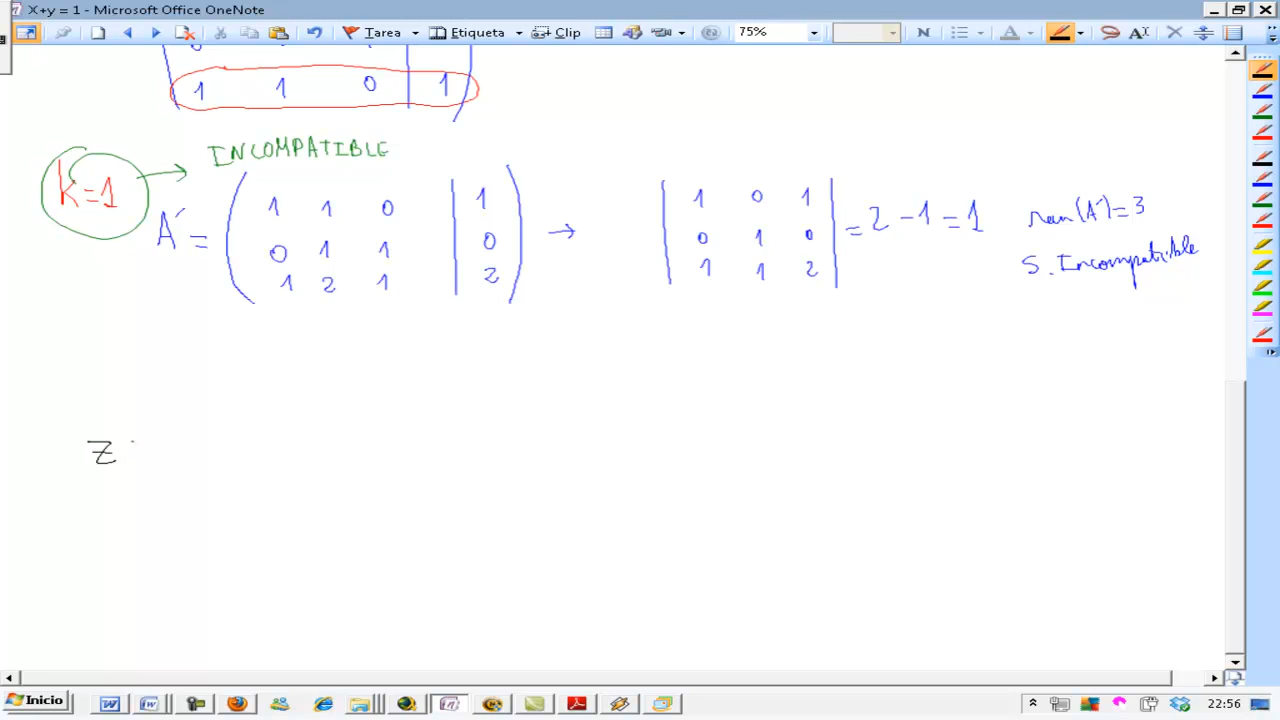 X+y = 1 - Microsoft Office OneNote
Tarea Etiqueta Clip 75% N A
1 1 0 | 1
k=1 → INCOMPATIBLE
A´ = ( 1 1 0 | 1
0 1 1 | 0
1 2 1 | 2 ) →
| 1 0 1 |
| 0 1 0 |
| 1 1 2 | = 2 - 1 = 1
ran(A´) = 3
S. Incompatible
Z
Inicio 22:56